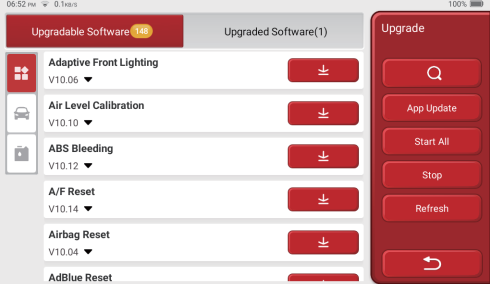 06:52 PM 0.1KB/S 100%
Upgradable Software 148
Upgraded Software(1)
Upgrade
Adaptive Front Lighting
V10.06
Air Level Calibration
V10.10
ABS Bleeding
V10.12
A/F Reset
V10.14
Airbag Reset
V10.04
AdBlue Reset
App Update
Start All
Stop
Refresh